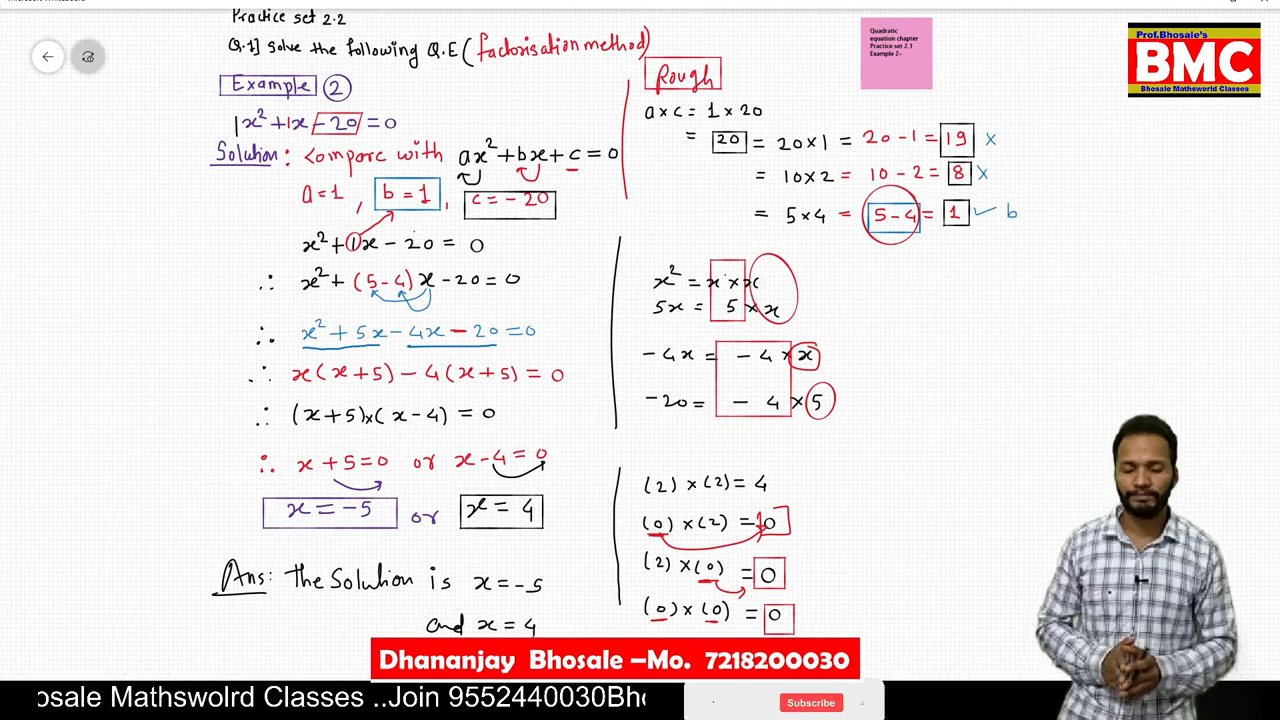 Practice set 2.2
Q.1] Solve the following Q.E (factorisation method)
Example 2
1x² + 1x - 20 = 0
Solution: Compare with ax² + bx + c = 0
a = 1, b = 1, c = - 20
x² + 1x - 20 = 0
∴ x² + (5 - 4) x - 20 = 0
∴ x² + 5x - 4x - 20 = 0
∴ x(x + 5) - 4(x + 5) = 0
∴ (x + 5) × (x - 4) = 0
∴ x + 5 = 0 or x - 4 = 0
x = - 5 or x = 4
Ans: The Solution is x = - 5
and x = 4
Rough
a × c = 1 × 20
= 20 = 20 × 1 = 20 - 1 = 19 ×
= 10 × 2 = 10 - 2 = 8 ×
= 5 × 4 = 5 - 4 = 1 ✓ b
x² = x × x
5x = 5 × x
- 4x = - 4 × x
- 20 = - 4 × 5
(2) × (2) = 4
(0) × (2) = 0
(2) × (0) = 0
(0) × (0) = 0
Quadratic
equation chapter
Practice set 2.1
Example 2-
Prof.Bhosale's
BMC
Bhosale Mathsworld Classes
Dhananjay Bhosale –Mo. 7218200030
osale Mathswolrd Classes ..Join 9552440030Bho
Subscribe